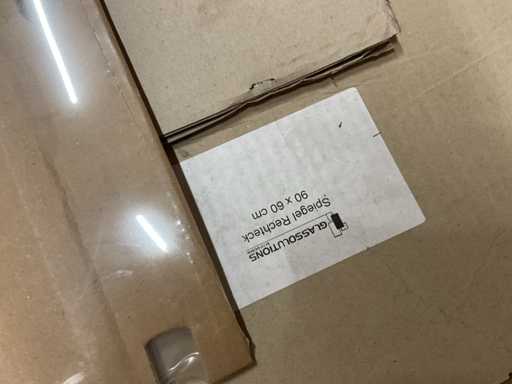 GLASSOLUTIONS
Spiegel Rechteck
90 x 60 cm